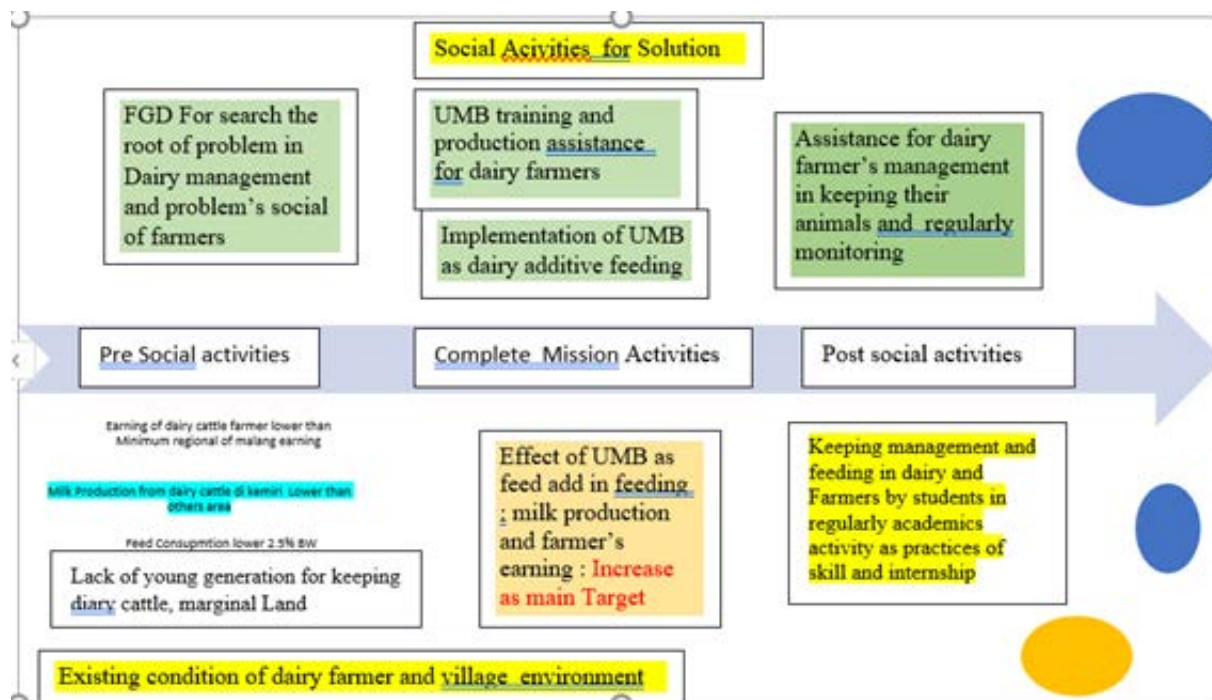 Social Acivities for Solution
FGD For search the
root of problem in
Dairy management
and problem's social
of farmers
UMB training and
production assistance
for dairy farmers
Implementation of UMB
as dairy additive feeding
Assistance for dairy
farmer's management
in keeping their
animals and regularly
monitoring
Pre Social activities
Complete Mission Activities
Post social activities
Earning of dairy cattle farmer lower than
Minimum regional of malang earning
Milk Production from dairy cattle di kemiri Lower than
others area
Feed Consupmtion lower 2.5% BW
Lack of young generation for keeping
diary cattle, marginal Land
Effect of UMB as
feed add in feeding
; milk production
and farmer's
earning : Increase
as main Target
Keeping management and
feeding in dairy and
Farmers by students in
regularly academics
activity as practices of
skill and internship
Existing condition of dairy farmer and village environment